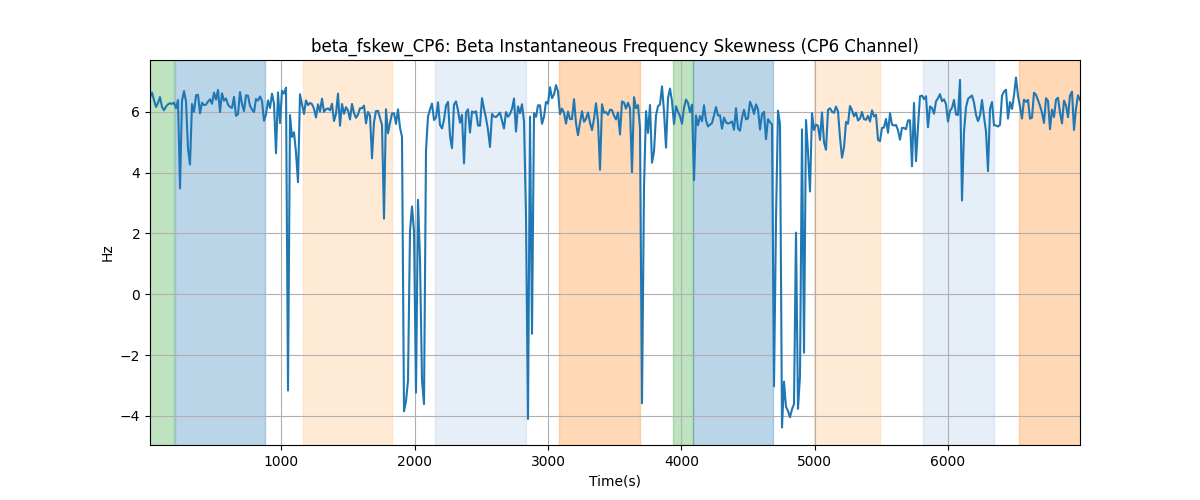 beta_fskew_CP6: Beta Instantaneous Frequency Skewness (CP6 Channel)
Hz
6
4
2
0
−2
−4
1000 2000 3000 4000 5000 6000
Time(s)